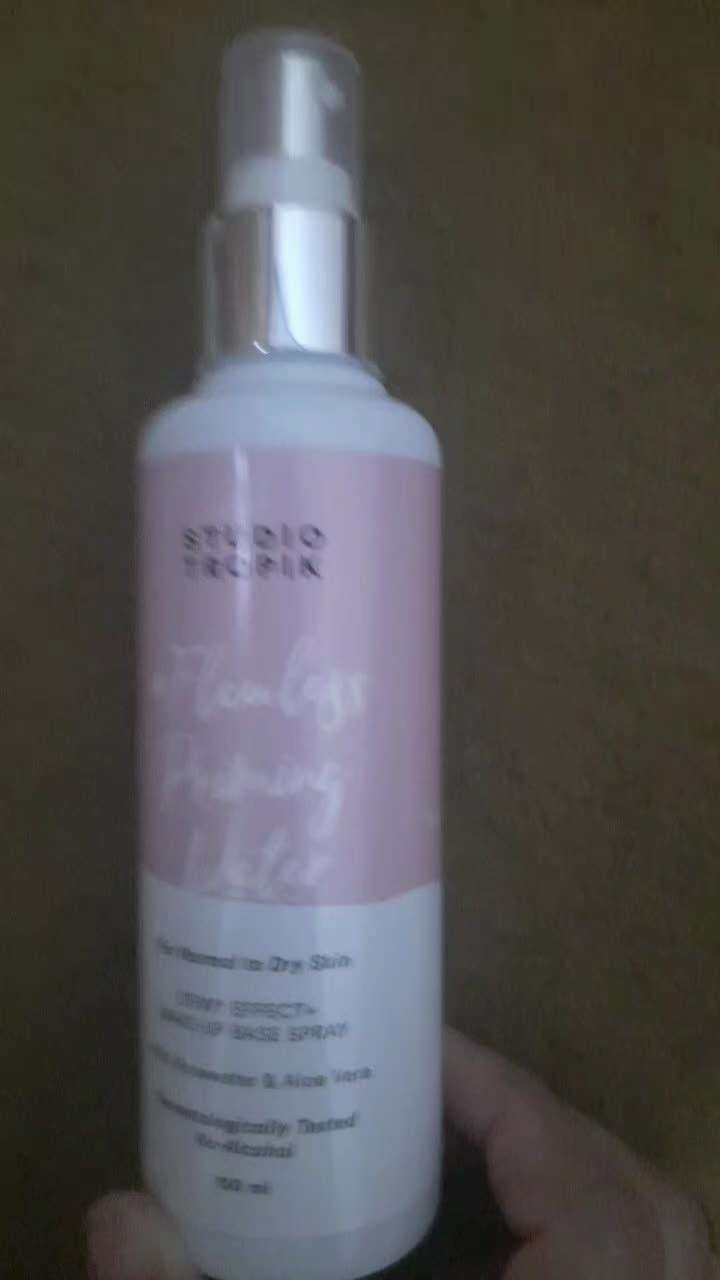 STUDIO
TROPIK
Flawless
Priming
Water
For Normal to Dry Skin
DEWY EFFECT+
MAKEUP BASE SPRAY
Rosewater & Aloe Vera
Dermatologically Tested
No Alcohol
100 ml